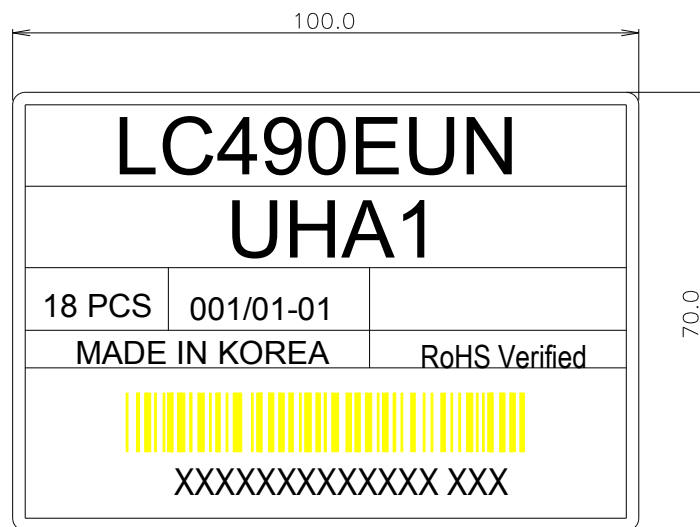 100.0
LC490EUN
UHA1
18 PCS 001/01-01
70.0
MADE IN KOREA RoHS Verified
XXXXXXXXXXXXX XXX